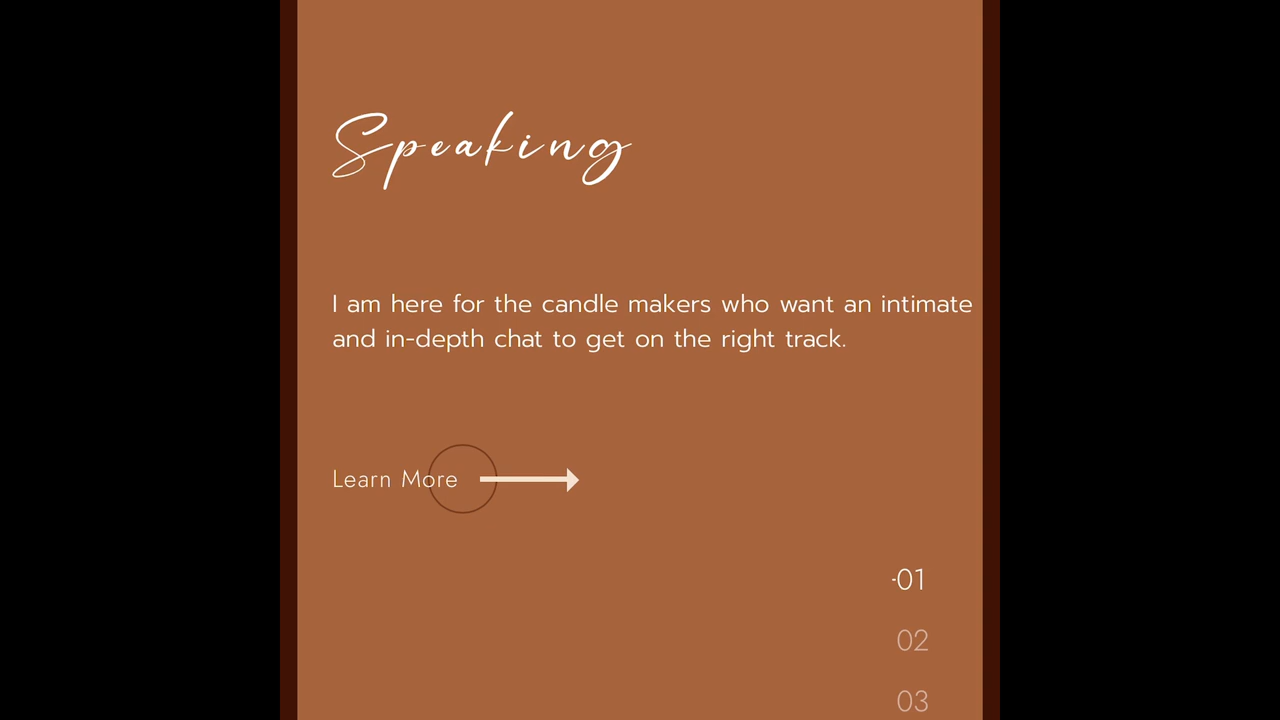 Speaking
I am here for the candle makers who want an intimate
and in-depth chat to get on the right track.
Learn More
-01
02
03